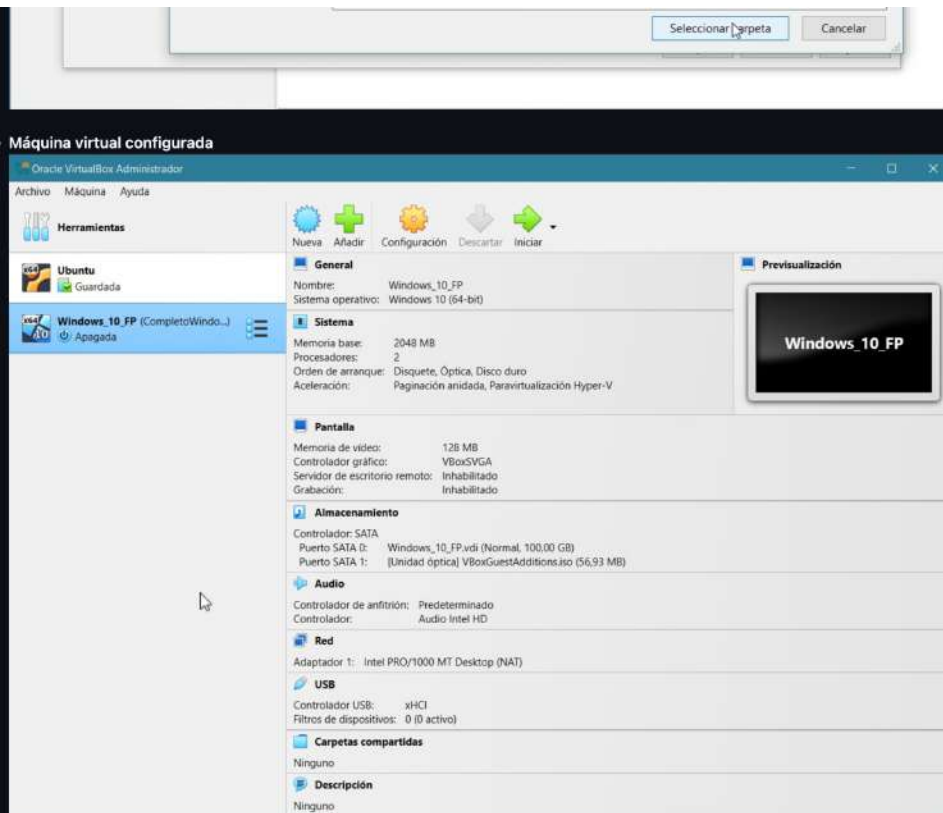 Seleccionar carpeta
Cancelar
Máquina virtual configurada
Oracle VirtualBox Administrador
Archivo Máquina Ayuda
Herramientas
Nueva Añadir Configuración Descartar Iniciar
x64 Ubuntu
Guardada
x64 10 Windows_10_FP (CompletoWindo...)
Apagada
General
Nombre: Windows_10_FP
Sistema operativo: Windows 10 (64-bit)
Previsualización
Windows_10_FP
Sistema
Memoria base: 2048 MB
Procesadores: 2
Orden de arranque: Disquete, Óptica, Disco duro
Aceleración: Paginación anidada, Paravirtualización Hyper-V
Pantalla
Memoria de vídeo: 128 MB
Controlador gráfico: VBoxSVGA
Servidor de escritorio remoto: Inhabilitado
Grabación: Inhabilitado
Almacenamiento
Controlador: SATA
Puerto SATA 0: Windows_10_FP.vdi (Normal, 100,00 GB)
Puerto SATA 1: [Unidad óptica] VBoxGuestAdditions.iso (56,93 MB)
Audio
Controlador de anfitrión: Predeterminado
Controlador: Audio Intel HD
Red
Adaptador 1: Intel PRO/1000 MT Desktop (NAT)
USB
Controlador USB: xHCI
Filtros de dispositivos: 0 (0 activo)
Carpetas compartidas
Ninguno
Descripción
Ninguno